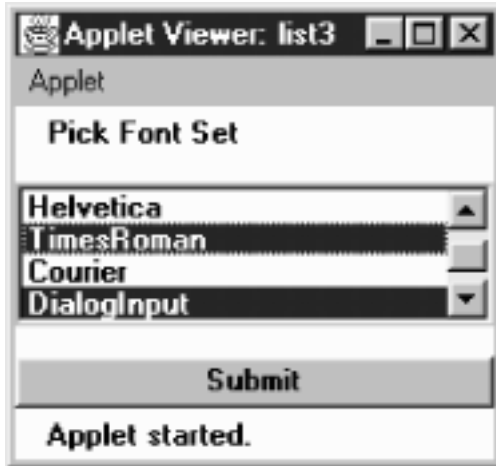 Applet Viewer: list3
Applet
Pick Font Set
Helvetica
TimesRoman
Courier
DialogInput
Submit
Applet started.